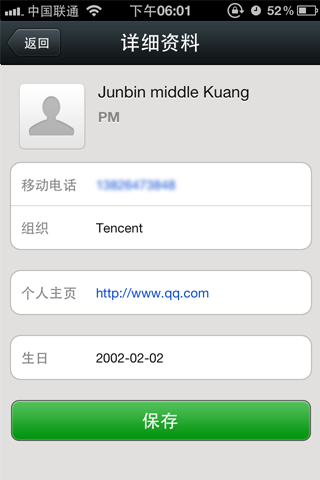 中国联通 下午06:01 52%
返回 详细资料
Junbin middle Kuang
PM
移动电话
组织 Tencent
个人主页 http://www.qq.com
生日 2002-02-02
保存